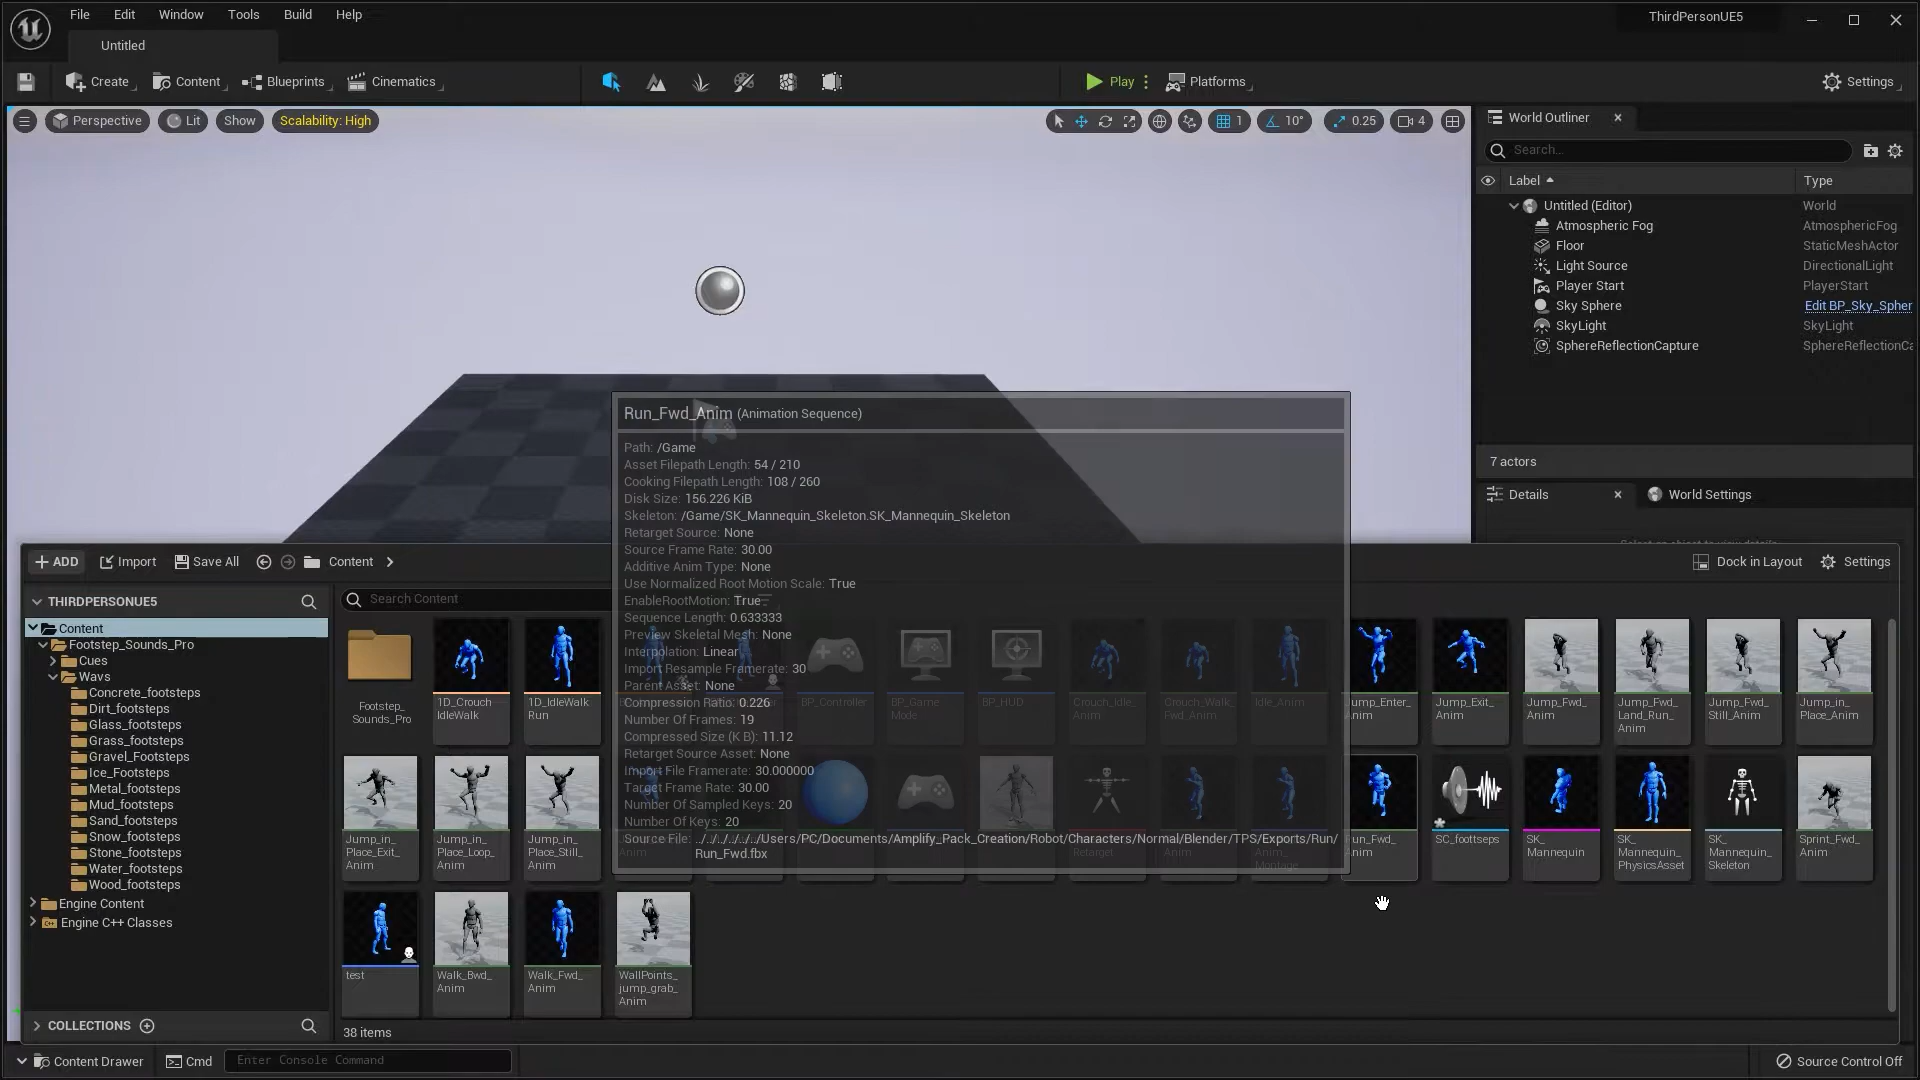 File Edit Window Tools Build Help
ThirdPersonUE5
Untitled
Create Content Blueprints Cinematics Play Platforms Settings
Perspective Lit Show Scalability: High 1 10° 0.25 4
World Outliner
Search...
Label Type
Untitled (Editor) World
Atmospheric Fog AtmosphericFog
Floor StaticMeshActor
Light Source DirectionalLight
Player Start PlayerStart
Sky Sphere Edit BP_Sky_Spher
SkyLight SkyLight
SphereReflectionCapture SphereReflectionCa
7 actors
Details World Settings
Run_Fwd_Anim (Animation Sequence)
Path: /Game
Asset Filepath Length: 54 / 210
Cooking Filepath Length: 108 / 260
Disk Size: 156.226 KiB
Skeleton: /Game/SK_Mannequin_Skeleton.SK_Mannequin_Skeleton
Retarget Source: None
Source Frame Rate: 30.00
Additive Anim Type: None
Use Normalized Root Motion Scale: True
EnableRootMotion: True
Sequence Length: 0.633333
Preview Skeletal Mesh: None
Interpolation: Linear
Import Resample Framerate: 30
Parent Asset: None
Compression Ratio: 0.226
Number Of Frames: 19
Compressed Size (K B): 11.12
Retarget Source Asset: None
Import File Framerate: 30.000000
Target Frame Rate: 30.00
Number Of Sampled Keys: 20
Number Of Keys: 20
Source File: ../../../../../../Users/PC/Documents/Amplify_Pack_Creation/Robot/Characters/Normal/Blender/TPS/Exports/Run/
Run_Fwd.fbx
ADD Import Save All Content Dock in Layout Settings
THIRDPERSONUE5
Search Content
Content
Footstep_Sounds_Pro
Cues
Wavs
Concrete_footsteps
Dirt_footsteps
Glass_footsteps
Grass_footsteps
Gravel_Footsteps
Ice_Footsteps
Metal_footsteps
Mud_footsteps
Sand_footsteps
Snow_footsteps
Stone_footsteps
Water_footsteps
Wood_footsteps
Engine Content
Engine C++ Classes
COLLECTIONS
Footstep_
Sounds_Pro
1D_Crouch
IdleWalk
1D_IdleWalk
Run
BP_Controller
BP_Game
Mode
BP_HUD
Crouch_Idle_
Anim
Crouch_Walk_
Fwd_Anim
Idle_Anim
Jump_Enter_
Anim
Jump_Exit_
Anim
Jump_Fwd_
Anim
Jump_Fwd_
Land_Run_
Anim
Jump_Fwd_
Still_Anim
Jump_in_
Place_Anim
Jump_in_
Place_Exit_
Anim
Jump_in_
Place_Loop_
Anim
Jump_in_
Place_Still_
Anim
Anim
Retarget
Anim
Anim_
Montage
Run_Fwd_
Anim
SC_footsteps
SK_
Mannequin
SK_
Mannequin_
PhysicsAsset
SK_
Mannequin_
Skeleton
Sprint_Fwd_
Anim
test
Walk_Bwd_
Anim
Walk_Fwd_
Anim
WallPoints_
jump_grab_
Anim
38 items
Content Drawer Cmd Enter Console Command Source Control Off